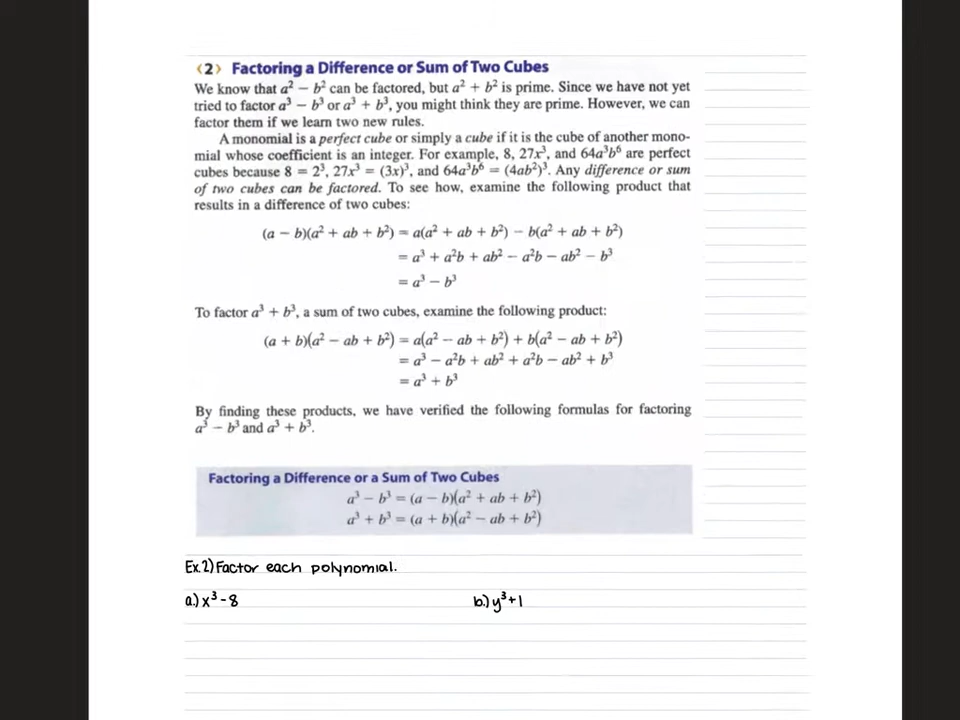 ‹2› Factoring a Difference or Sum of Two Cubes
We know that a² − b² can be factored, but a² + b² is prime. Since we have not yet
tried to factor a³ − b³ or a³ + b³, you might think they are prime. However, we can
factor them if we learn two new rules.
A monomial is a perfect cube or simply a cube if it is the cube of another mono-
mial whose coefficient is an integer. For example, 8, 27x³, and 64a³b⁶ are perfect
cubes because 8 = 2³, 27x³ = (3x)³, and 64a³b⁶ = (4ab²)³. Any difference or sum
of two cubes can be factored. To see how, examine the following product that
results in a difference of two cubes:
(a − b)(a² + ab + b²) = a(a² + ab + b²) − b(a² + ab + b²)
= a³ + a²b + ab² − a²b − ab² − b³
= a³ − b³
To factor a³ + b³, a sum of two cubes, examine the following product:
(a + b)(a² − ab + b²) = a(a² − ab + b²) + b(a² − ab + b²)
= a³ − a²b + ab² + a²b − ab² + b³
= a³ + b³
By finding these products, we have verified the following formulas for factoring
a³ − b³ and a³ + b³.
Factoring a Difference or a Sum of Two Cubes
a³ − b³ = (a − b)(a² + ab + b²)
a³ + b³ = (a + b)(a² − ab + b²)
Ex.2) Factor each polynomial.
a.) x³-8 b.) y³+1